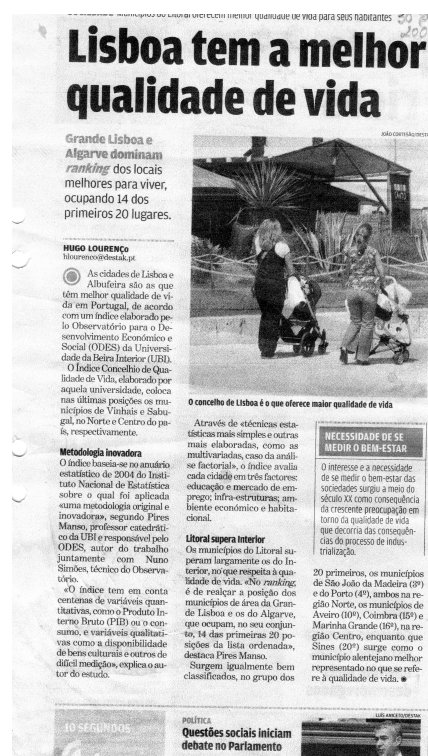 Municípios do Litoral oferecem melhor qualidade de vida para seus habitantes
Lisboa tem a melhor
qualidade de vida
Grande Lisboa e
Algarve dominam
ranking dos locais
melhores para viver,
ocupando 14 dos
primeiros 20 lugares.
HUGO LOURENÇO
hlourenco@destak.pt
As cidades de Lisboa e
Albufeira são as que
têm melhor qualidade de vi-
da em Portugal, de acordo
com um índice elaborado pe-
lo Observatório para o De-
senvolvimento Económico e
Social (ODES) da Universi-
dade da Beira Interior (UBI).
O Índice Concelhio de Qua-
lidade de Vida, elaborado por
aquela universidade, coloca
nas últimas posições os mu-
nicípios de Vinhais e Sabu-
gal, no Norte e Centro do pa-
ís, respectivamente.
Metodologia inovadora
O índice baseia-se no anuário
estatístico de 2004 do Insti-
tuto Nacional de Estatística
sobre o qual foi aplicada
«uma metodologia original e
inovadora», segundo Pires
Manso, professor catedráti-
co da UBI e responsável pelo
ODES, autor do trabalho
juntamente com Nuno
Simões, técnico do Observa-
tório.
«O índice tem em conta
centenas de variáveis quan-
titativas, como o Produto In-
terno Bruto (PIB) ou o con-
sumo, e variáveis qualitati-
vas como a disponibilidade
de bens culturais e outros de
difícil medição», explica o au-
tor do estudo.
JOÃO CORTESÃO/DESTAK
O concelho de Lisboa é o que oferece maior qualidade de vida
Através de «técnicas esta-
tísticas mais simples e outras
mais elaboradas, como as
multivariadas, caso da análi-
se factorial», o índice avalia
cada cidade em três factores:
educação e mercado de em-
prego; infra-estruturas; am-
biente económico e habita-
cional.
Litoral supera Interior
Os municípios do Litoral su-
peram largamente os do In-
terior, no que respeita à qua-
lidade de vida. «No ranking,
é de realçar a posição dos
municípios de área da Gran-
de Lisboa e os do Algarve,
que ocupam, no seu conjun-
to, 14 das primeiras 20 po-
sições da lista ordenada»,
destaca Pires Manso.
Surgem igualmente bem
classificados, no grupo dos
NECESSIDADE DE SE
MEDIR O BEM-ESTAR
O interesse e a necessidade
de se medir o bem-estar das
sociedades surgiu a meio do
século XX como consequência
da crescente preocupação em
torno da qualidade de vida
que decorria das consequên-
cias do processo de indus-
trialização.
20 primeiros, os municípios
de São João da Madeira (3º)
e do Porto (4º), ambos na re-
gião Norte, os municípios de
Aveiro (10º), Coimbra (15º) e
Marinha Grande (16º), na re-
gião Centro, enquanto que
Sines (20º) surge como o
município alentejano melhor
representado no que se refe-
re à qualidade de vida.
10 SEGUNDOS
POLÍTICA
Questões sociais iniciam
debate no Parlamento
LUÍS ANICETO/DESTAK